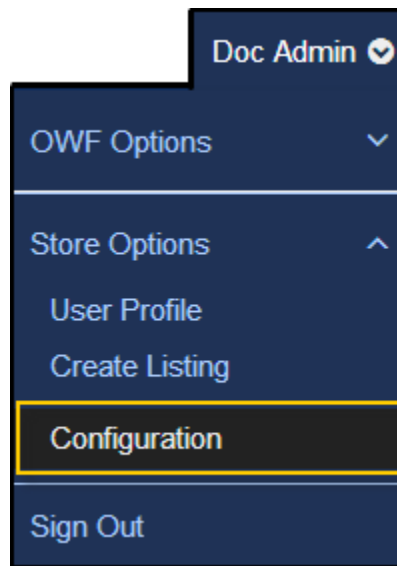 Doc Admin
OWF Options
Store Options
User Profile
Create Listing
Configuration
Sign Out